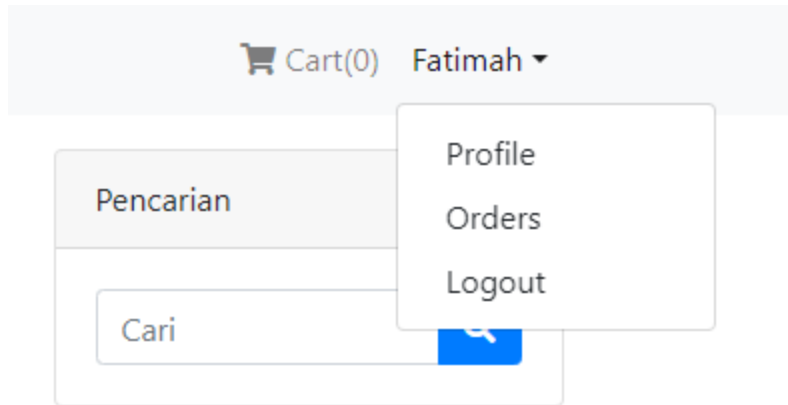 Cart(0) Fatimah
Profile
Orders
Logout
Pencarian
Cari